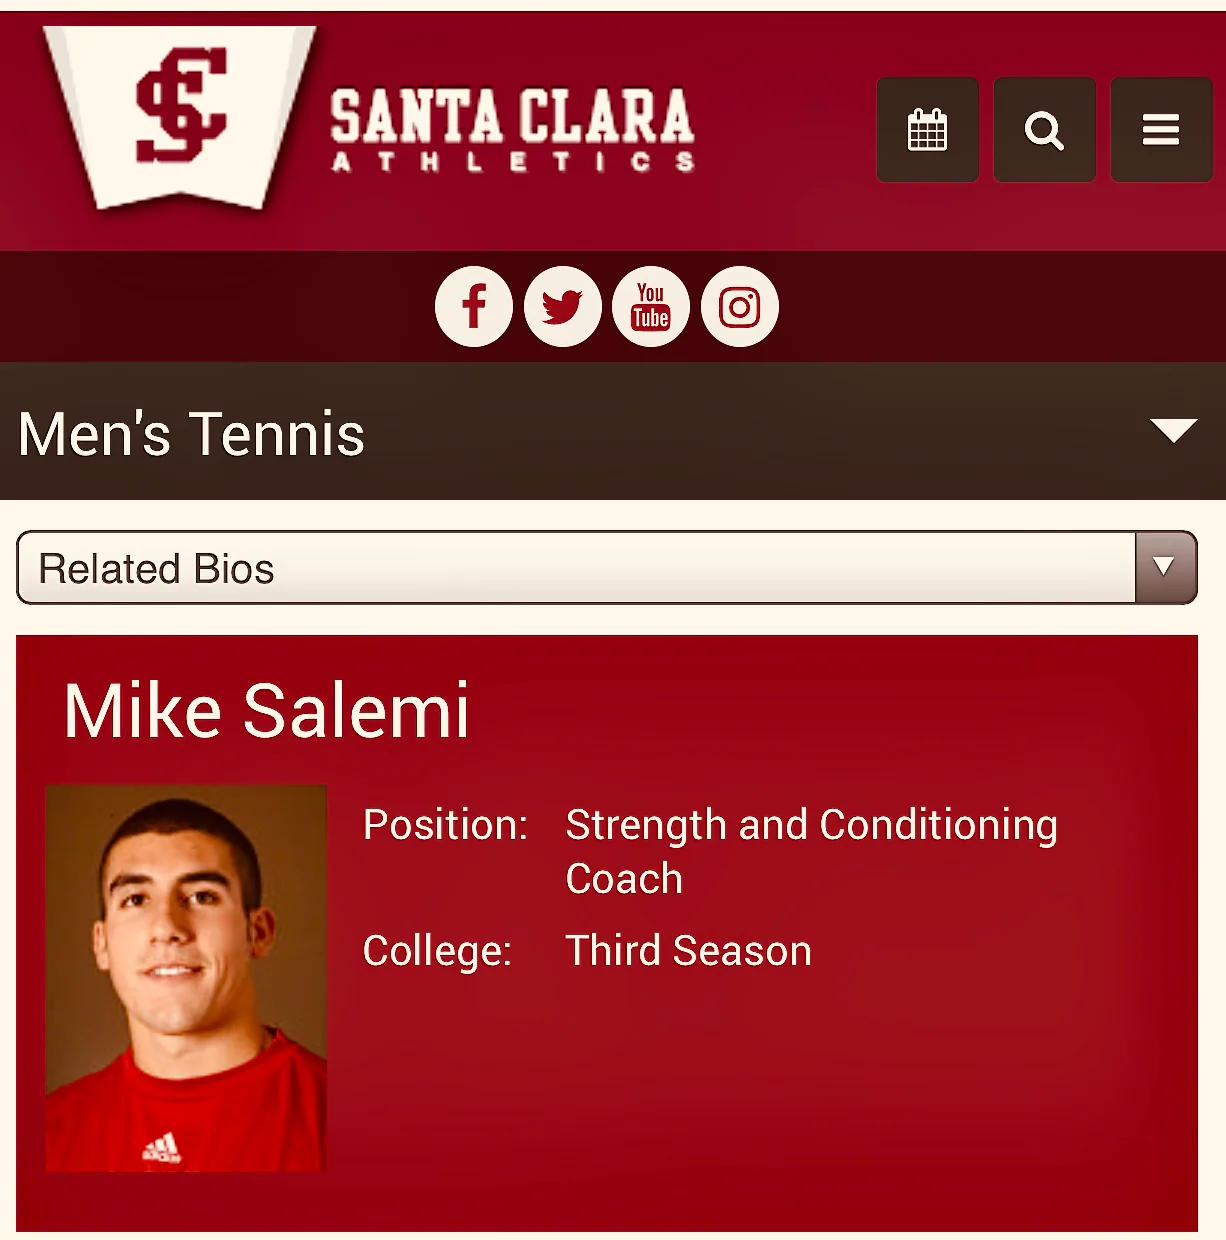 SC
SANTA CLARA
ATHLETICS
You
Tube
Men's Tennis
Related Bios
Mike Salemi
Position: Strength and Conditioning
Coach
College: Third Season
adidas